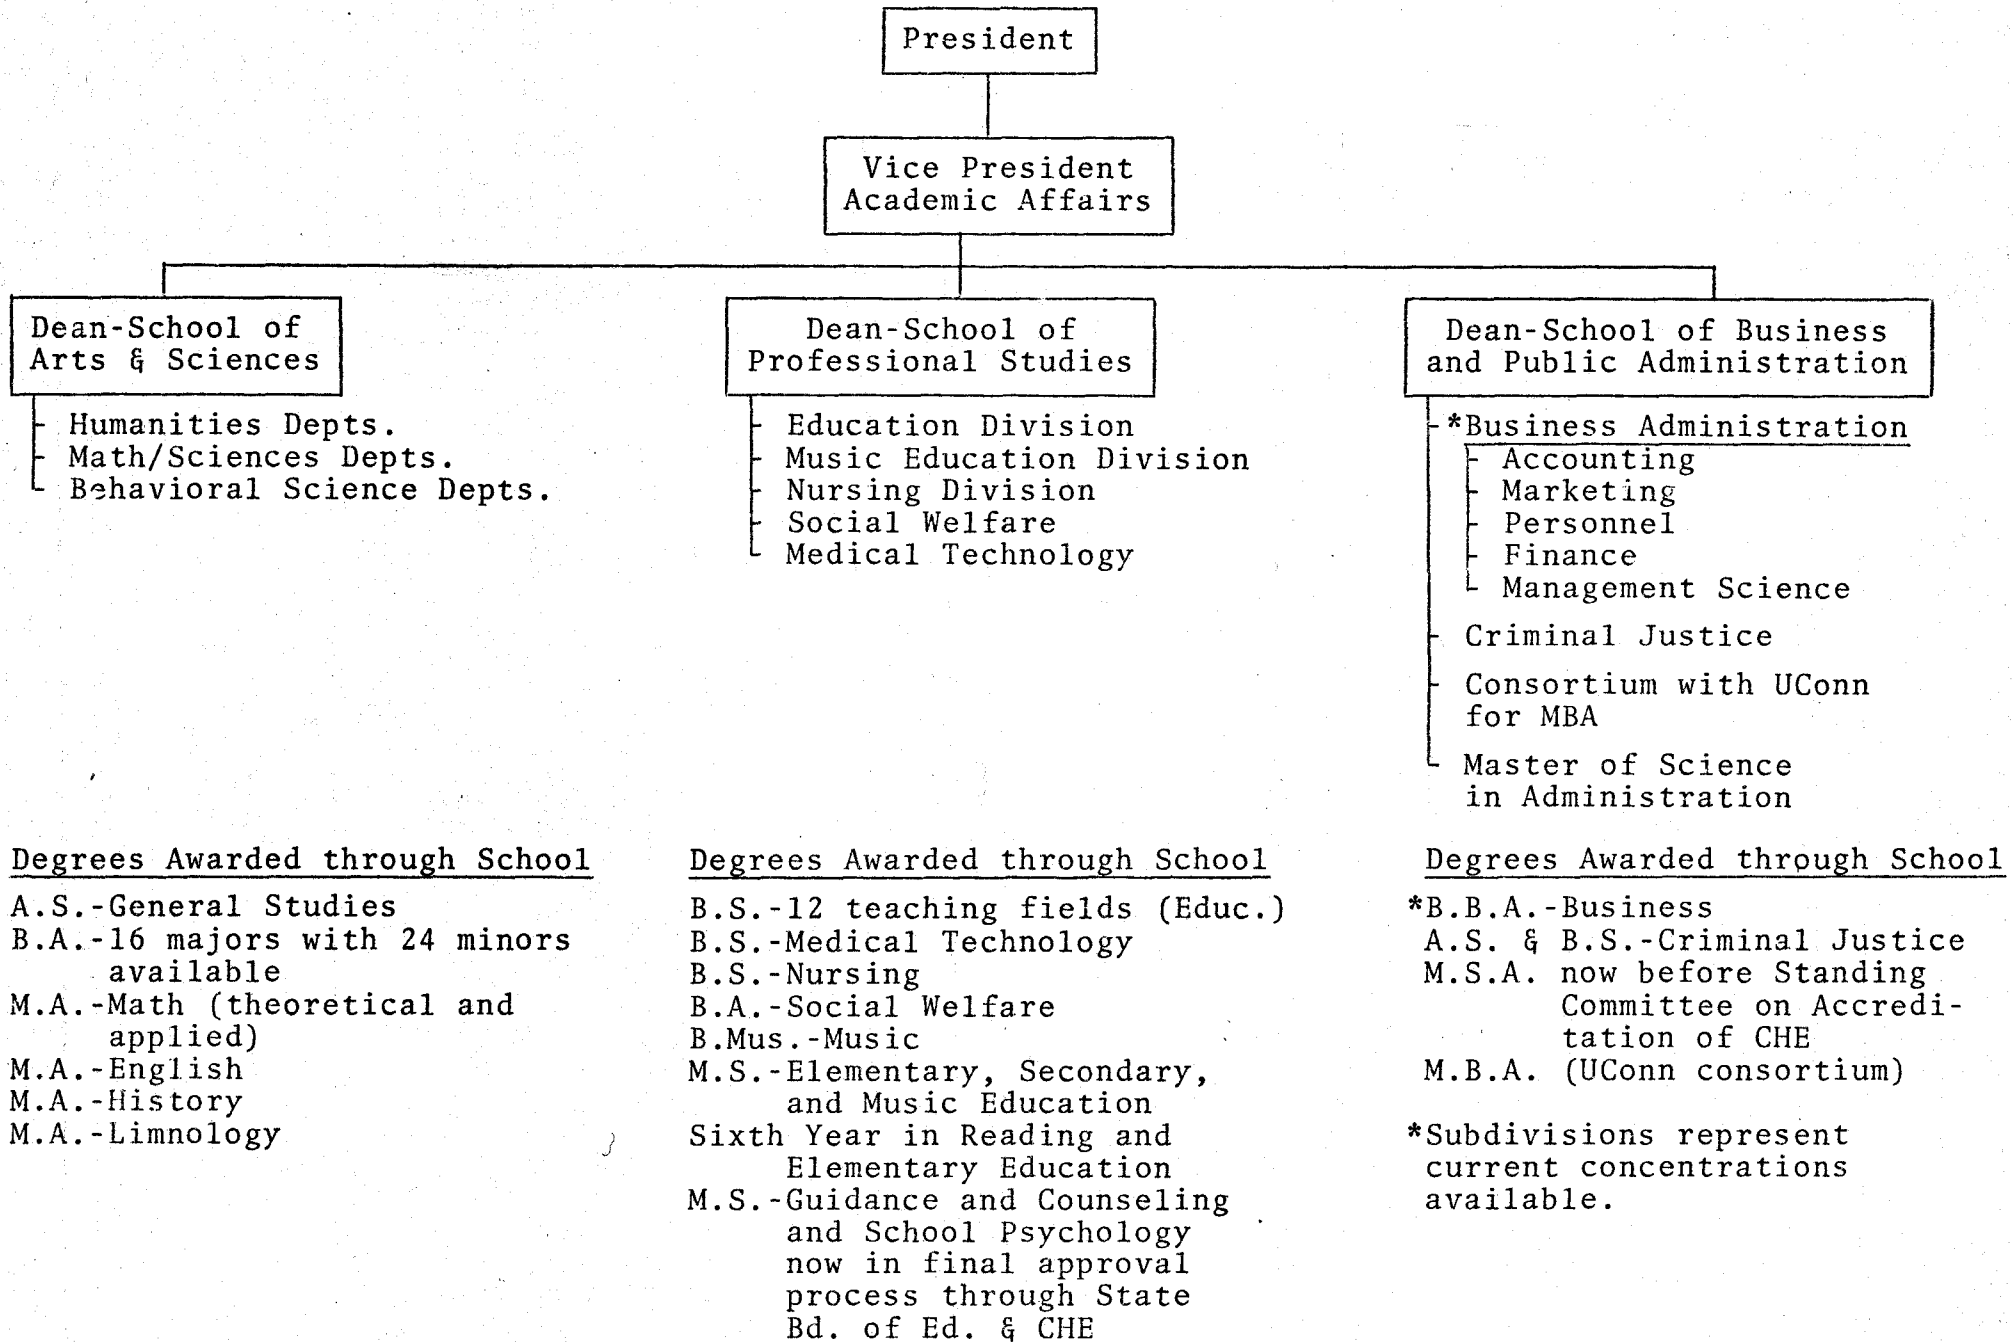 President
Vice President
Academic Affairs
Dean-School of
Arts & Sciences
Humanities Depts.
Math/Sciences Depts.
Behavioral Science Depts.
Dean-School of
Professional Studies
Education Division
Music Education Division
Nursing Division
Social Welfare
Medical Technology
Dean-School of Business
and Public Administration
*Business Administration
Accounting
Marketing
Personnel
Finance
Management Science
Criminal Justice
Consortium with UConn
for MBA
Master of Science
in Administration
Degrees Awarded through School
A.S.-General Studies
B.A.-16 majors with 24 minors
available
M.A.-Math (theoretical and
applied)
M.A.-English
M.A.-History
M.A.-Limnology
Degrees Awarded through School
B.S.-12 teaching fields (Educ.)
B.S.-Medical Technology
B.S.-Nursing
B.A.-Social Welfare
B.Mus.-Music
M.S.-Elementary, Secondary,
and Music Education
Sixth Year in Reading and
Elementary Education
M.S.-Guidance and Counseling
and School Psychology
now in final approval
process through State
Bd. of Ed. & CHE
Degrees Awarded through School
*B.B.A.-Business
A.S. & B.S.-Criminal Justice
M.S.A. now before Standing
Committee on Accredi-
tation of CHE
M.B.A. (UConn consortium)
*Subdivisions represent
current concentrations
available.